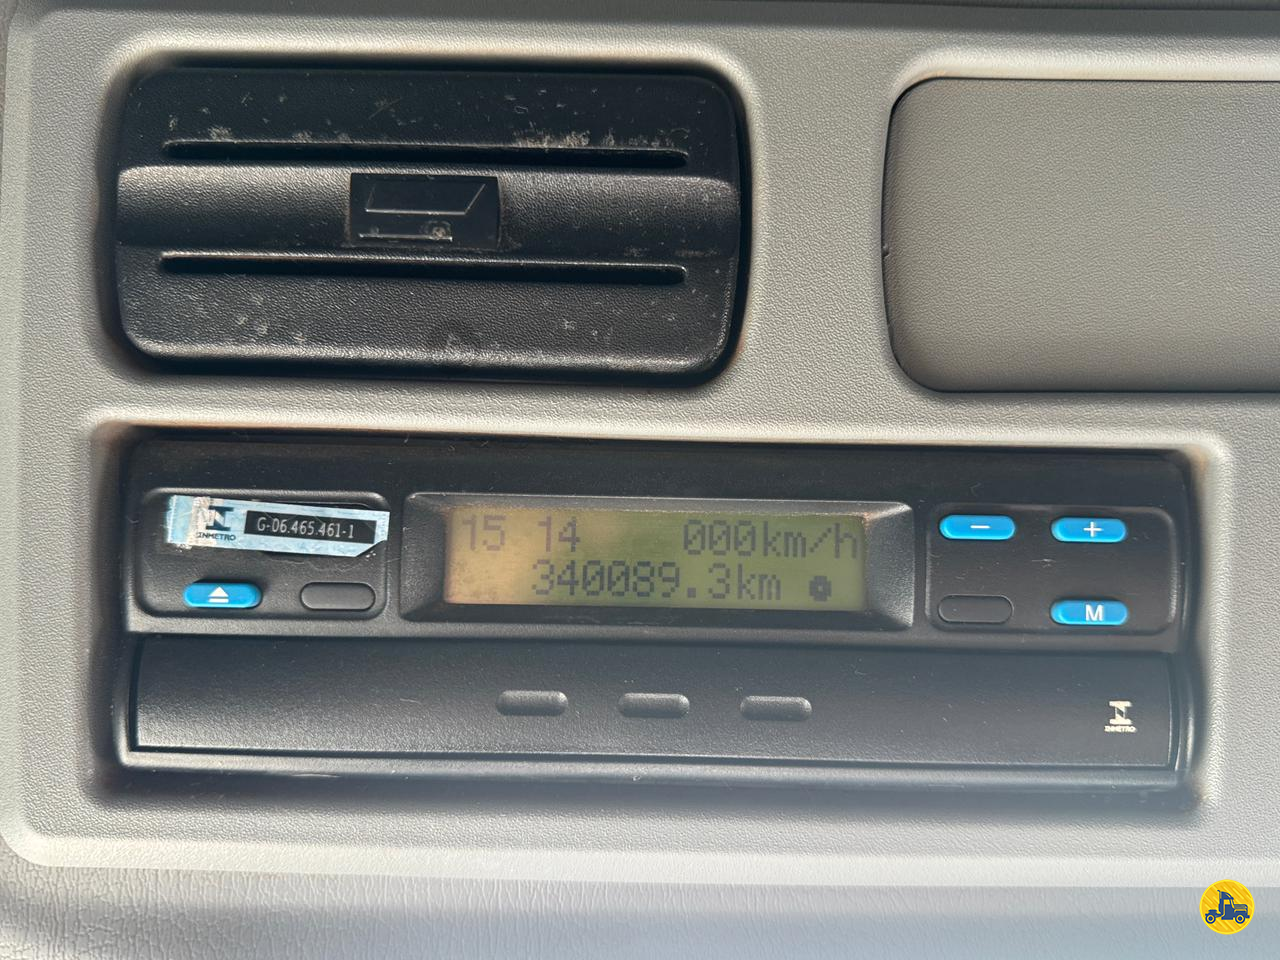 INMETRO
G-06.465.461-1
15 14 000km/h
340089.3km
−
+
M
INMETRO